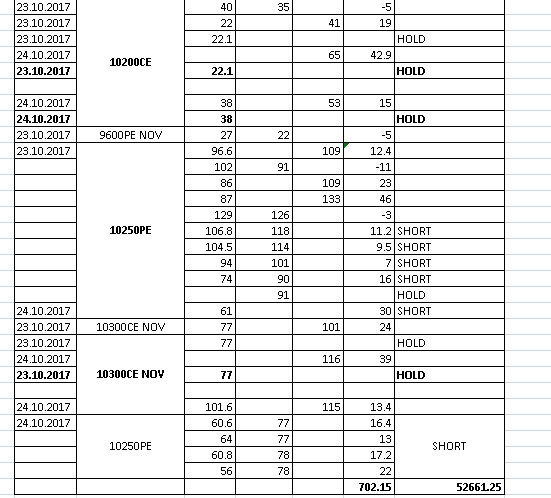 23.10.2017 40 35 -5
23.10.2017 22 41 19
23.10.2017 22.1 HOLD
24.10.2017 65 42.9
10200CE
23.10.2017 22.1 HOLD
24.10.2017 38 53 15
24.10.2017 38 HOLD
23.10.2017 9600PE NOV 27 22 -5
23.10.2017 96.6 109 12.4
102 91 -11
86 109 23
87 133 46
129 126 -3
10250PE 106.8 118 11.2 SHORT
104.5 114 9.5 SHORT
94 101 7 SHORT
74 90 16 SHORT
91 HOLD
24.10.2017 61 30 SHORT
23.10.2017 10300CE NOV 77 101 24
23.10.2017 77 HOLD
24.10.2017 116 39
23.10.2017 10300CE NOV 77 HOLD
24.10.2017 101.6 115 13.4
24.10.2017 60.6 77 16.4
64 77 13
10250PE SHORT
60.8 78 17.2
56 78 22
702.15 52661.25